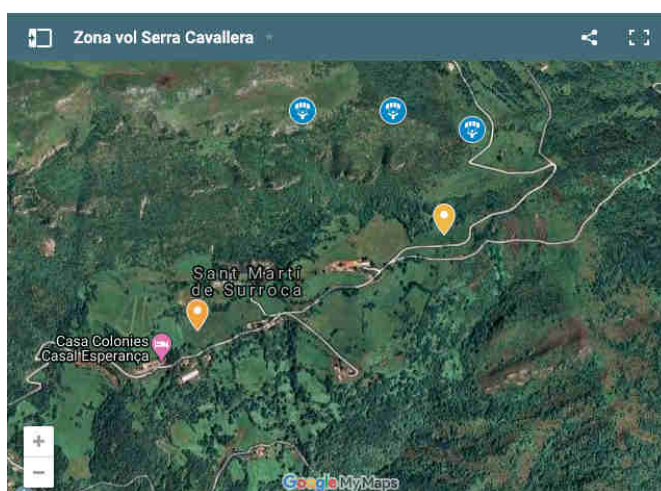 Zona vol Serra Cavallera
Sant Martí
de Surroca
Casa Colonies
Casal Esperança
Google My Maps